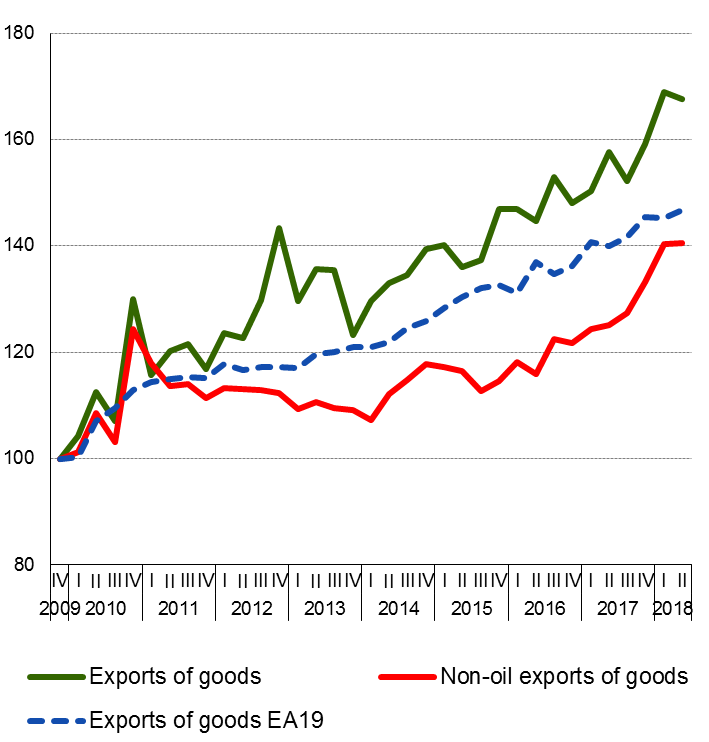 180
160
140
120
100
80
IV I II III IV I II III IV I II III IV I II III IV I II III IV I II III IV I II III IV I II III IV I II
2009 2010 2011 2012 2013 2014 2015 2016 2017 2018
Exports of goods Non-oil exports of goods
Exports of goods EA19